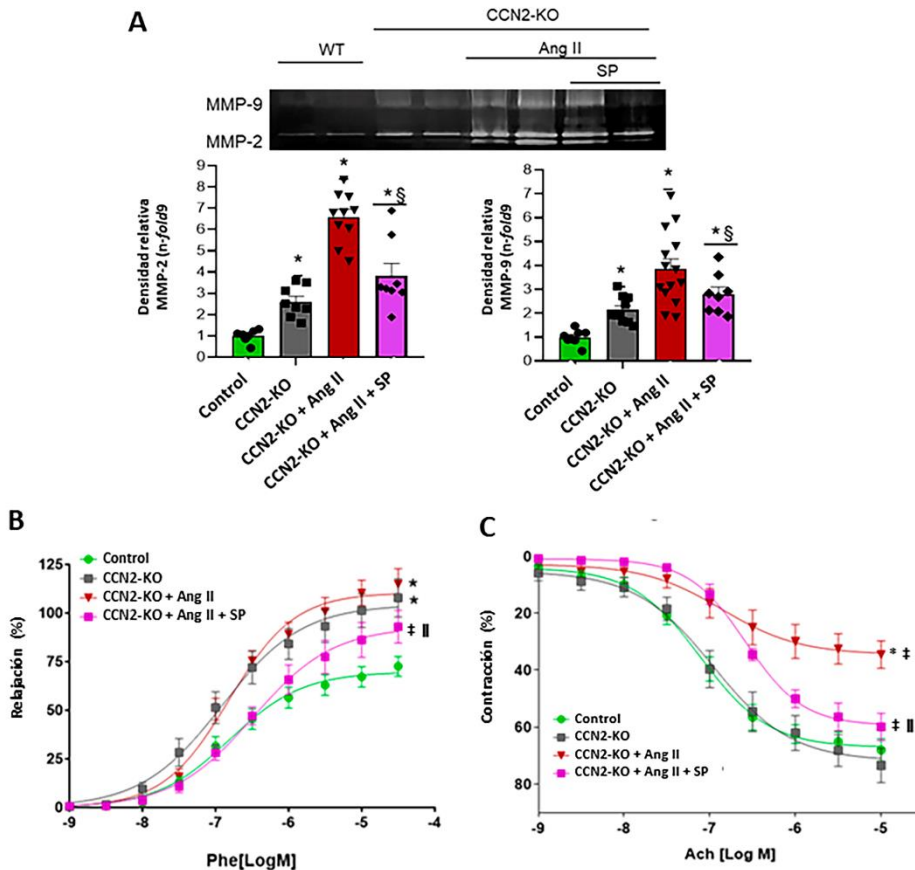 A
CCN2-KO
WT
Ang II
SP
MMP-9
MMP-2
Densidad relativa
MMP-2 (n-fold9
9
8
7
6
5
4
3
2
1
0
*
*
* §
Control
CCN2-KO
CCN2-KO + Ang II
CCN2-KO + Ang II + SP
Densidad relativa
MMP-9 (n-fold9
9
8
7
6
5
4
3
2
1
0
*
*
* §
Control
CCN2-KO
CCN2-KO + Ang II
CCN2-KO + Ang II + SP
B
Control
CCN2-KO
CCN2-KO + Ang II
CCN2-KO + Ang II + SP
Relajación (%)
125
100
75
50
25
0
*
*
‡ ǁ
-9 -8 -7 -6 -5 -4
Phe[LogM]
C
Contracción (%)
0
20
40
60
80
* ‡
‡ ǁ
Control
CCN2-KO
CCN2-KO + Ang II
CCN2-KO + Ang II + SP
-9 -8 -7 -6 -5
Ach [Log M]